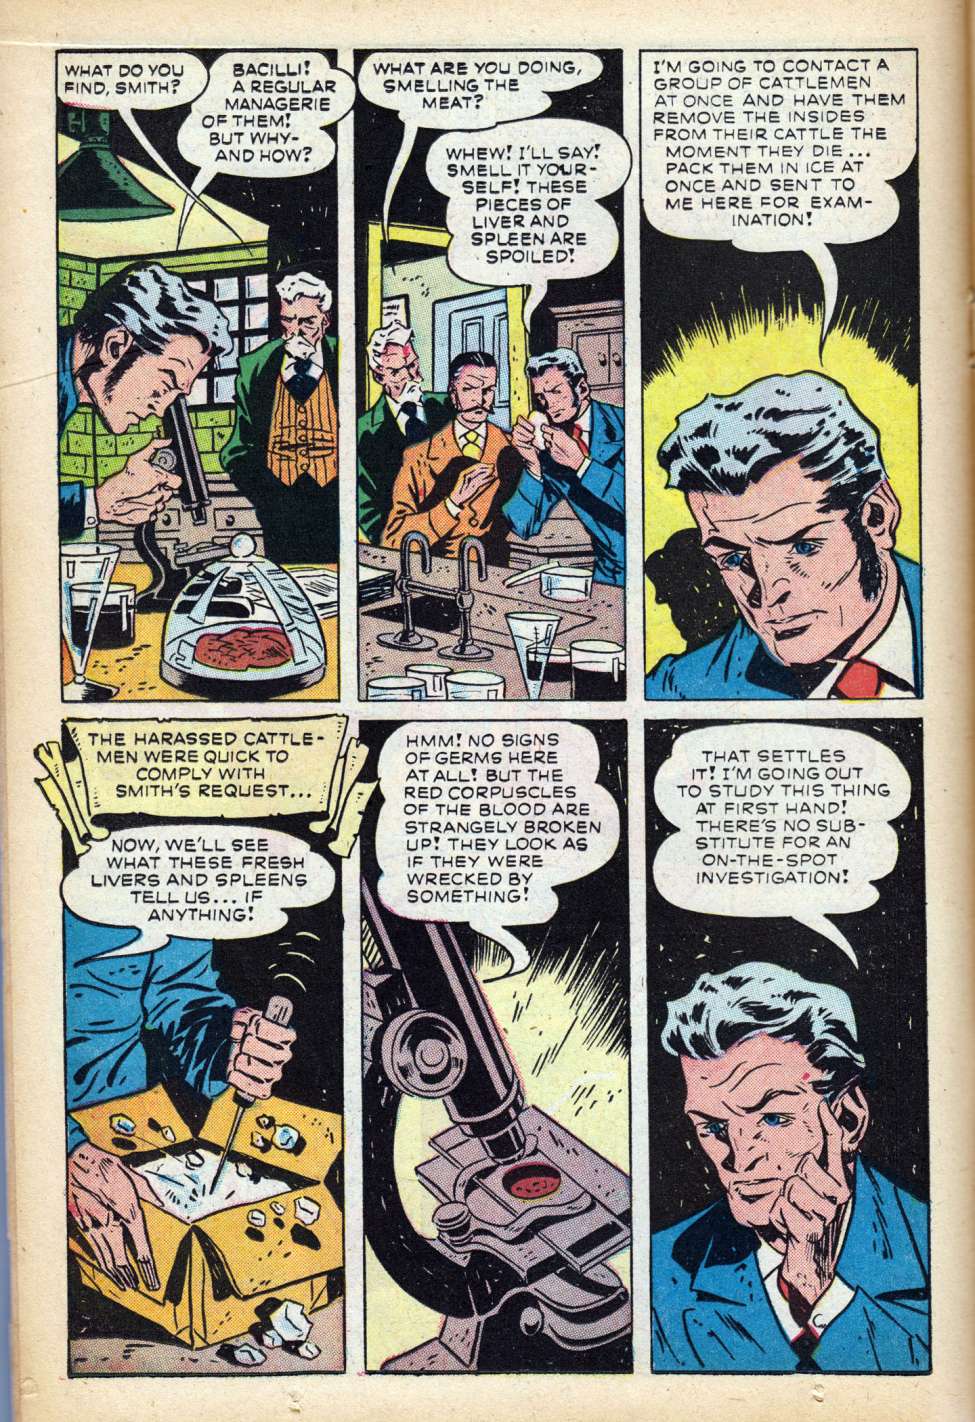 WHAT DO YOU
FIND, SMITH?
BACILLI!
A REGULAR
MANAGERIE
OF THEM!
BUT WHY-
AND HOW?
WHAT ARE YOU DOING,
SMELLING THE
MEAT?
WHEW! I'LL SAY!
SMELL IT YOUR-
SELF! THESE
PIECES OF
LIVER AND
SPLEEN ARE
SPOILED!
I'M GOING TO CONTACT A
GROUP OF CATTLEMEN
AT ONCE AND HAVE THEM
REMOVE THE INSIDES
FROM THEIR CATTLE THE
MOMENT THEY DIE...
PACK THEM IN ICE AT
ONCE AND SENT TO
ME HERE FOR EXAM-
INATION!
THE HARASSED CATTLE-
MEN WERE QUICK TO
COMPLY WITH
SMITH'S REQUEST...
NOW, WE'LL SEE
WHAT THESE FRESH
LIVERS AND SPLEENS
TELL US... IF
ANYTHING!
HMM! NO SIGNS
OF GERMS HERE
AT ALL! BUT THE
RED CORPUSCLES
OF THE BLOOD ARE
STRANGELY BROKEN
UP! THEY LOOK AS
IF THEY WERE
WRECKED BY
SOMETHING!
THAT SETTLES
IT! I'M GOING OUT
TO STUDY THIS THING
AT FIRST HAND!
THERE'S NO SUB-
STITUTE FOR AN
ON-THE-SPOT
INVESTIGATION!